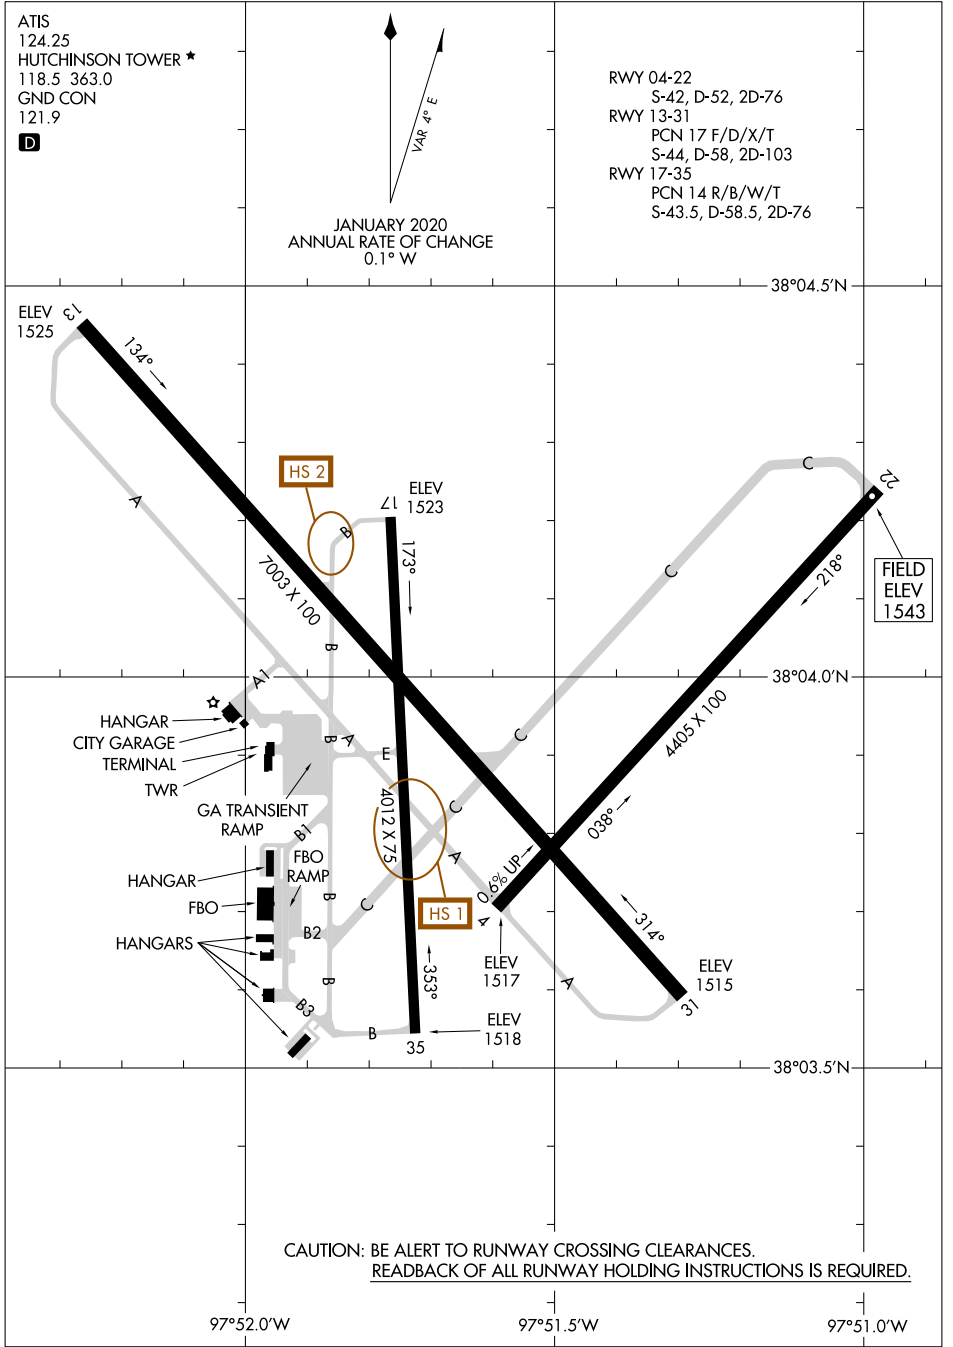 ATIS
124.25
HUTCHINSON TOWER ★
118.5 363.0
GND CON
121.9
D
VAR 4° E
JANUARY 2020
ANNUAL RATE OF CHANGE
0.1° W
RWY 04-22
S-42, D-52, 2D-76
RWY 13-31
PCN 17 F/D/X/T
S-44, D-58, 2D-103
RWY 17-35
PCN 14 R/B/W/T
S-43.5, D-58.5, 2D-76
38°04.5'N
ELEV
1525
13
134°
A
HS 2
B
17
ELEV
1523
173°
C
C
22
218°
FIELD
ELEV
1543
7003 X 100
B
A1
38°04.0'N
HANGAR
CITY GARAGE
TERMINAL
TWR
B
A
E
C
4405 X 100
GA TRANSIENT
RAMP
4012 X 75
C
038°
B1
FBO
RAMP
A
0.6% UP
HANGAR
FBO
B
C
HS 1
4
314°
HANGARS
B2
B
353°
ELEV
1517
A
ELEV
1515
31
B3
B
35
ELEV
1518
38°03.5'N
CAUTION: BE ALERT TO RUNWAY CROSSING CLEARANCES.
READBACK OF ALL RUNWAY HOLDING INSTRUCTIONS IS REQUIRED.
97°52.0'W
97°51.5'W
97°51.0'W